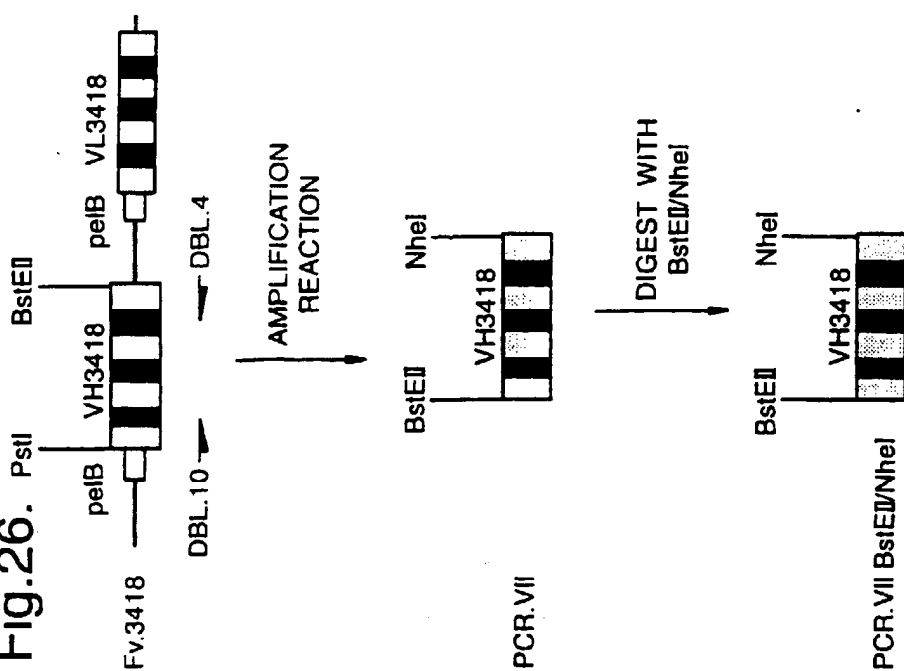 Fig.26.
PstI
BstEII
pelB
VH3418
pelB
VL3418
Fv.3418
DBL.10
DBL.4
AMPLIFICATION
REACTION
BstEII
NheI
VH3418
PCR.VII
DIGEST WITH
BstEII/NheI
BstEII
NheI
VH3418
PCR.VII BstEII/NheI